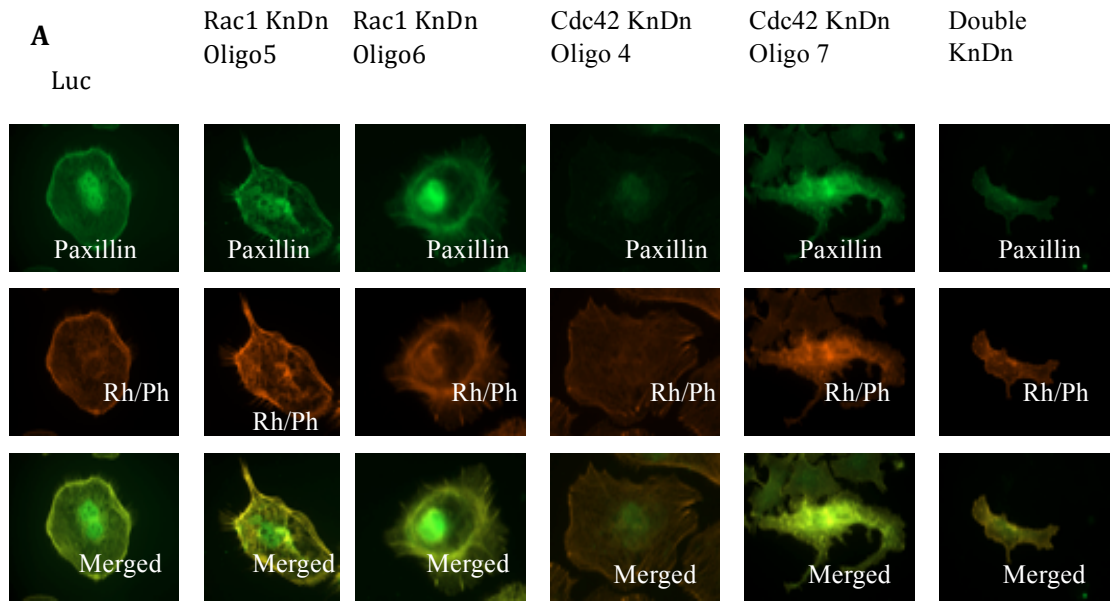 A
Luc
Rac1 KnDn
Oligo5
Rac1 KnDn
Oligo6
Cdc42 KnDn
Oligo 4
Cdc42 KnDn
Oligo 7
Double
KnDn
Paxillin
Paxillin
Paxillin
Paxillin
Paxillin
Paxillin
Rh/Ph
Rh/Ph
Rh/Ph
Rh/Ph
Rh/Ph
Rh/Ph
Merged
Merged
Merged
Merged
Merged
Merged